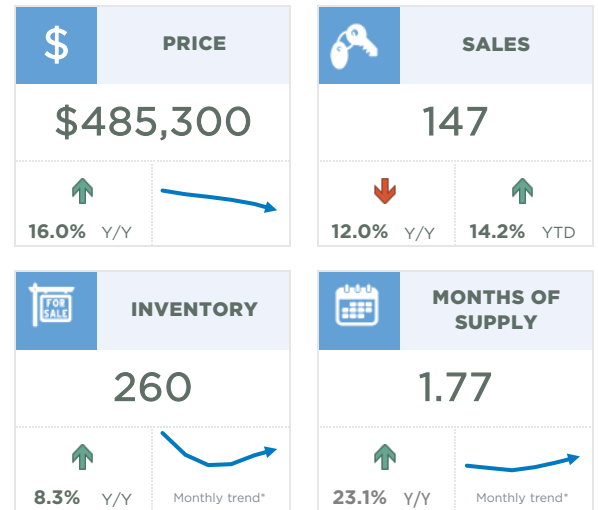 $
PRICE
$485,300
16.0% Y/Y
SALES
147
12.0% Y/Y
14.2% YTD
FOR
SALE
INVENTORY
260
8.3% Y/Y
Monthly trend*
MONTHS OF
SUPPLY
1.77
23.1% Y/Y
Monthly trend*